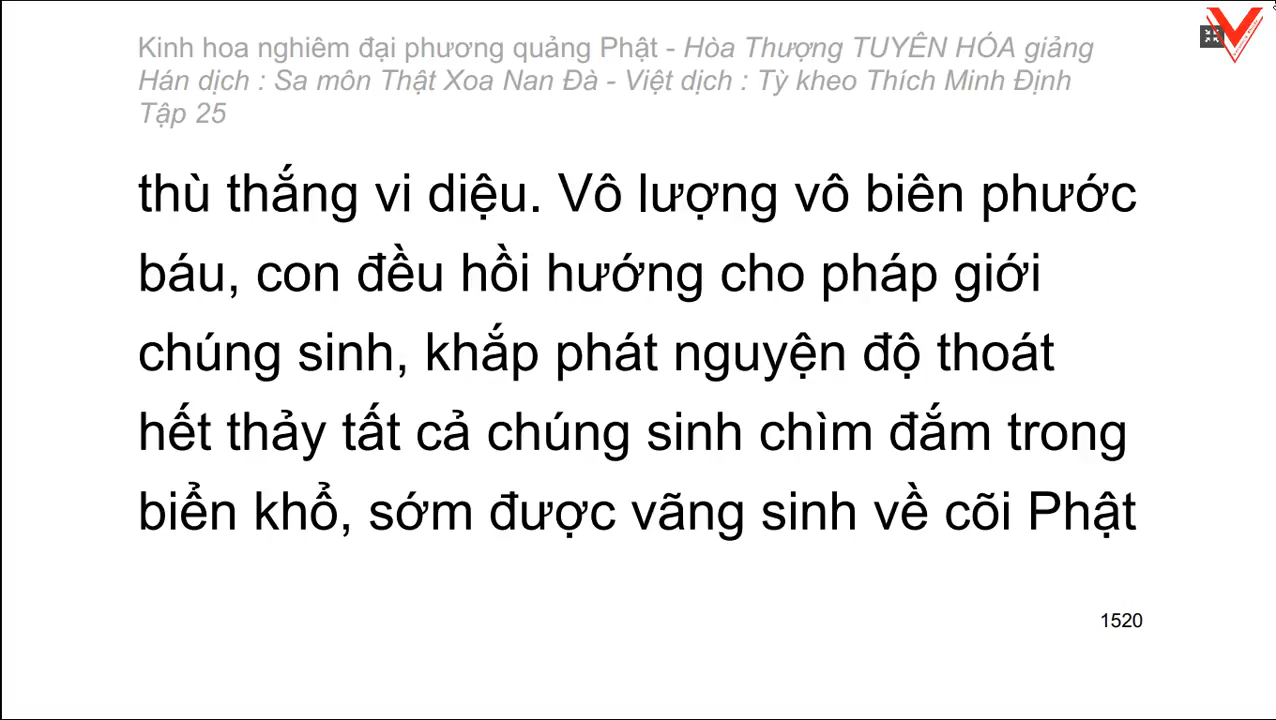 Kinh hoa nghiêm đại phương quảng Phật - Hòa Thượng TUYÊN HÓA giảng
Hán dịch : Sa môn Thật Xoa Nan Đà - Việt dịch : Tỳ kheo Thích Minh Định
Tập 25
thù thắng vi diệu. Vô lượng vô biên phước
báu, con đều hồi hướng cho pháp giới
chúng sinh, khắp phát nguyện độ thoát
hết thảy tất cả chúng sinh chìm đắm trong
biển khổ, sớm được vãng sinh về cõi Phật
1520